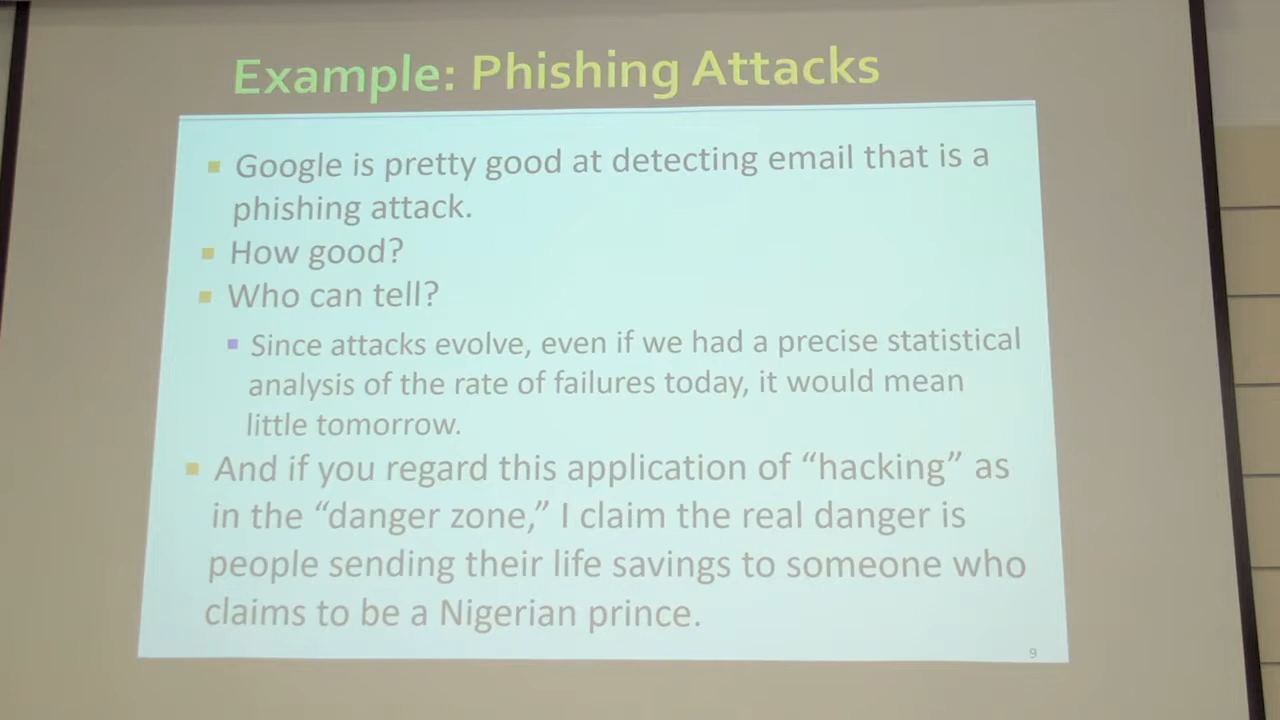 Example: Phishing Attacks
Google is pretty good at detecting email that is a
phishing attack.
How good?
Who can tell?
Since attacks evolve, even if we had a precise statistical
analysis of the rate of failures today, it would mean
little tomorrow.
And if you regard this application of “hacking” as
in the “danger zone,” I claim the real danger is
people sending their life savings to someone who
claims to be a Nigerian prince.
9